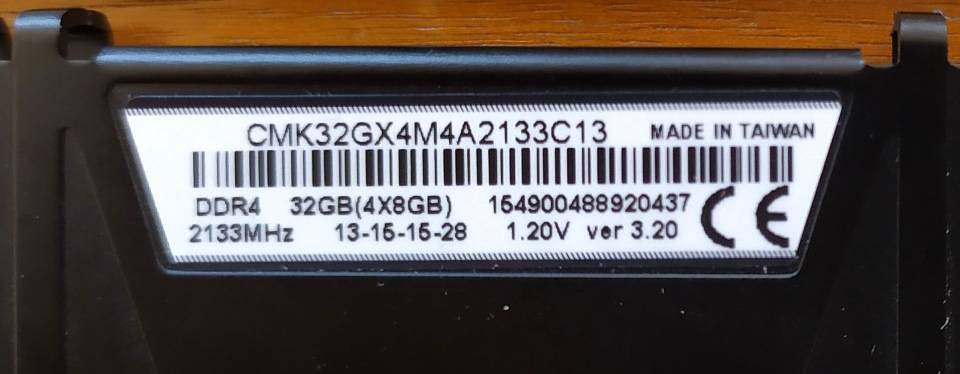 CMK32GX4M4A2133C13 MADE IN TAIWAN
DDR4 32GB(4X8GB) 154900488920437
2133MHz 13-15-15-28 1.20V ver 3.20
CE